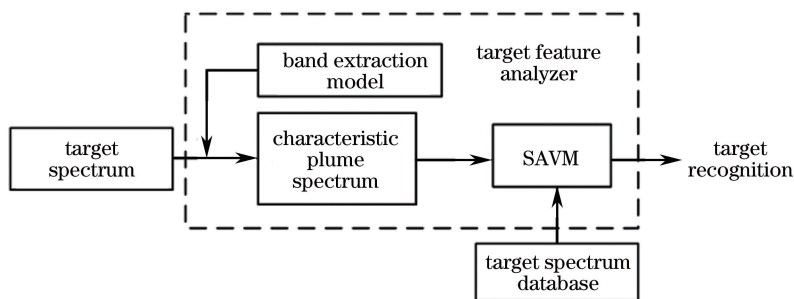 band extraction
model
target feature
analyzer
target
spectrum
characteristic
plume
spectrum
SAVM
target
recognition
target spectrum
database